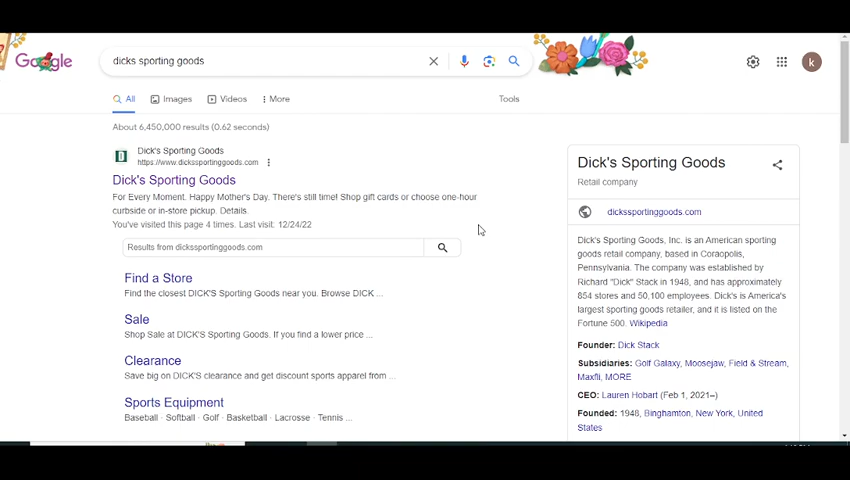 Google
dicks sporting goods
k
All
Images
Videos
More
Tools
About 6,450,000 results (0.62 seconds)
Dick's Sporting Goods
https://www.dickssportinggoods.com
Dick's Sporting Goods
For Every Moment. Happy Mother's Day. There's still time! Shop gift cards or choose one-hour
curbside or in-store pickup. Details.
You've visited this page 4 times. Last visit: 12/24/22
Results from dickssportinggoods.com
Find a Store
Find the closest DICK'S Sporting Goods near you. Browse DICK ...
Sale
Shop Sale at DICK'S Sporting Goods. If you find a lower price ...
Clearance
Save big on DICK'S clearance and get discount sports apparel from ...
Sports Equipment
Baseball · Softball · Golf · Basketball · Lacrosse · Tennis ...
Dick's Sporting Goods
Retail company
dickssportinggoods.com
Dick's Sporting Goods, Inc. is an American sporting
goods retail company, based in Coraopolis,
Pennsylvania. The company was established by
Richard "Dick" Stack in 1948, and has approximately
854 stores and 50,100 employees. Dick's is America's
largest sporting goods retailer, and it is listed on the
Fortune 500. Wikipedia
Founder: Dick Stack
Subsidiaries: Golf Galaxy, Moosejaw, Field & Stream,
Maxfli, MORE
CEO: Lauren Hobart (Feb 1, 2021–)
Founded: 1948, Binghamton, New York, United
States